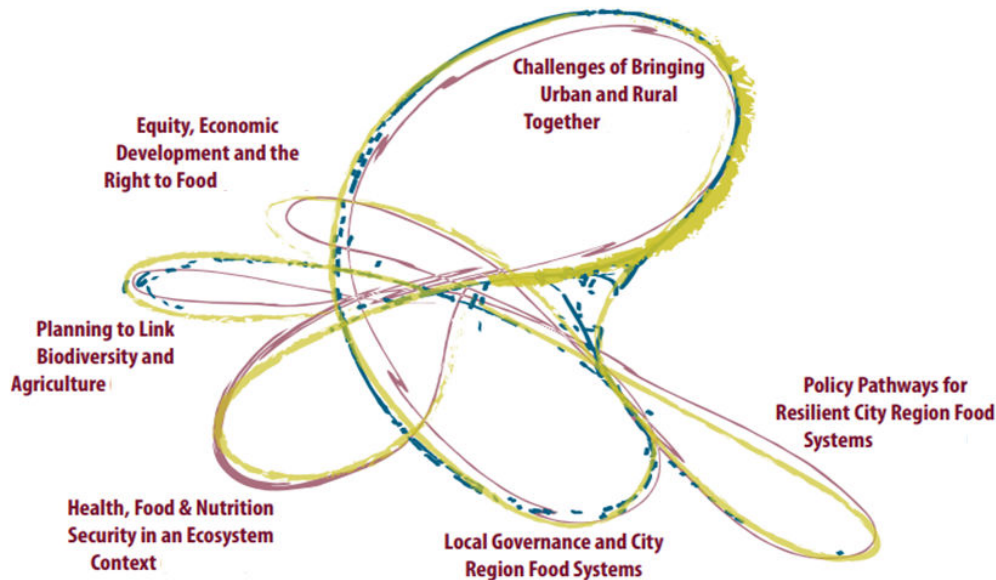 Challenges of Bringing
Urban and Rural
Together
Equity, Economic
Development and the
Right to Food
Planning to Link
Biodiversity and
Agriculture
Policy Pathways for
Resilient City Region Food
Systems
Health, Food & Nutrition
Security in an Ecosystem
Context
Local Governance and City
Region Food Systems